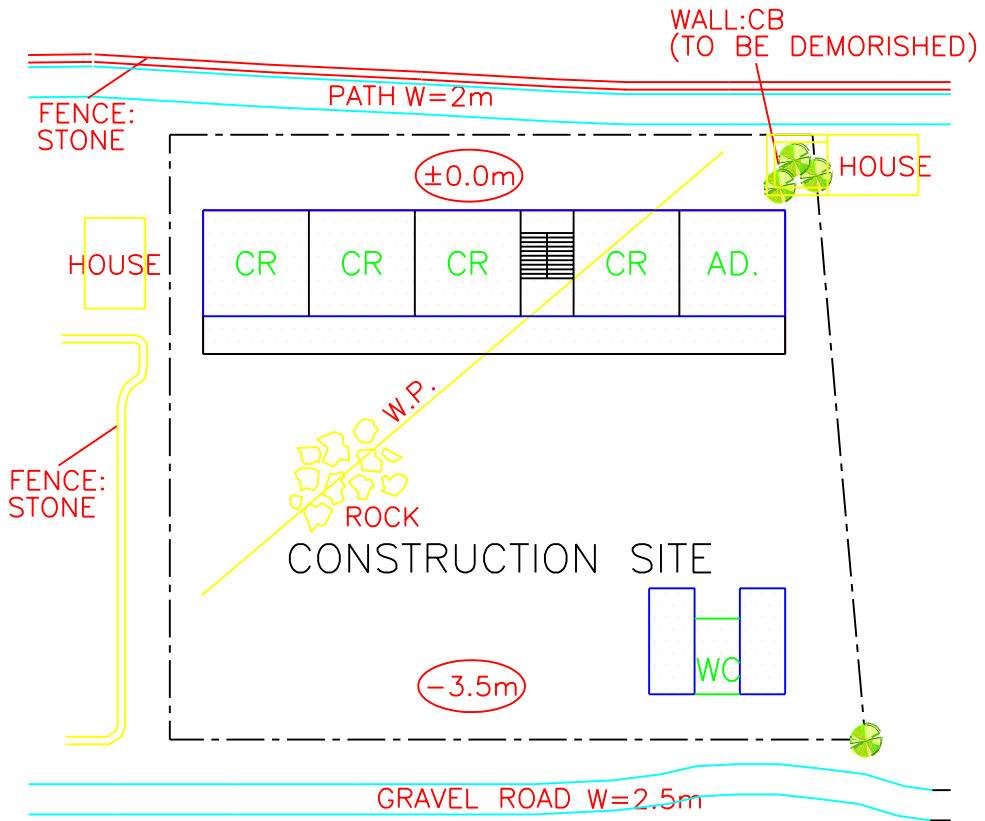 WALL:CB
(TO BE DEMORISHED)
PATH W=2m
FENCE:
STONE
±0.0m
HOUSE
HOUSE
CR
CR
CR
CR
AD.
W.P.
FENCE:
STONE
ROCK
CONSTRUCTION SITE
WC
-3.5m
GRAVEL ROAD W=2.5m